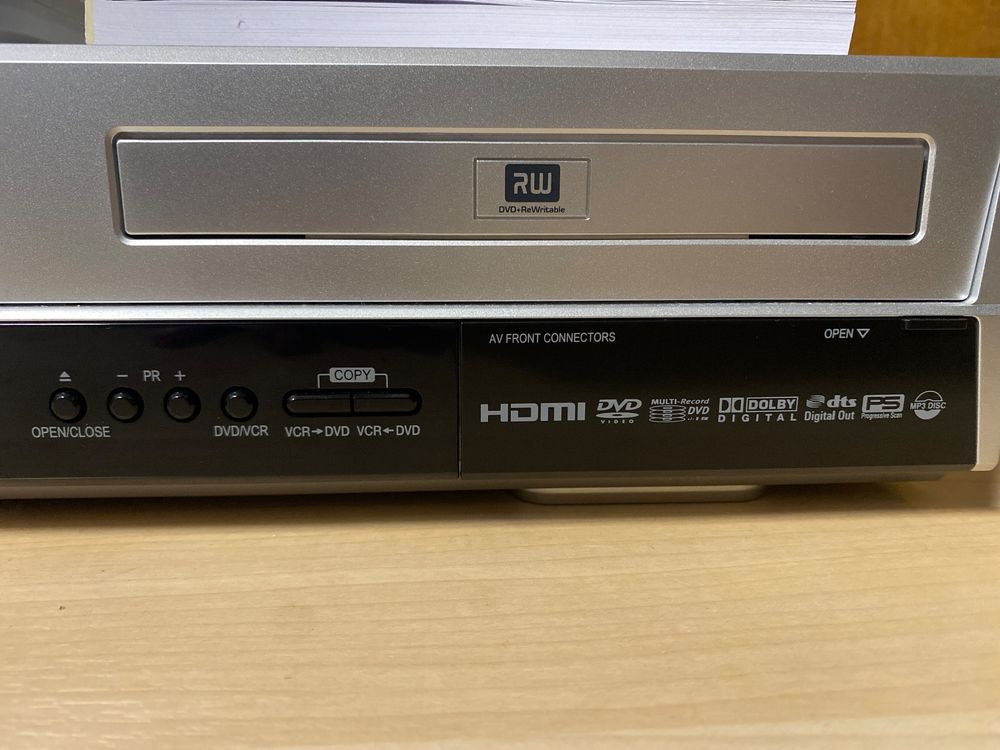 RW
DVD+ReWritable
AV FRONT CONNECTORS
OPEN
- PR +
COPY
OPEN/CLOSE
DVD/VCR
VCR→DVD VCR←DVD
HDMI
DVD
VIDEO
MULTI-Record
DVD
DOLBY
DIGITAL
dts
Digital Out
PS
Progressive Scan
MP3 DISC